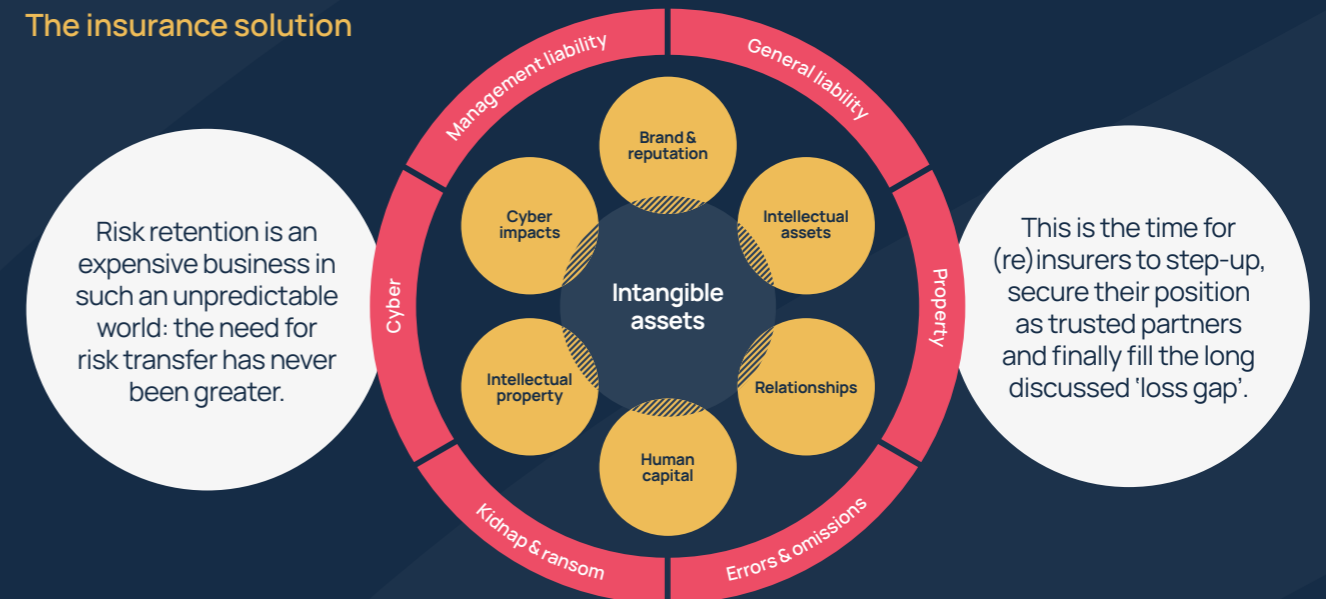 The insurance solution
Risk retention is an
expensive business in
such an unpredictable
world: the need for
risk transfer has never
been greater.
Management liability
General liability
Cyber
Property
Kidnap & ransom
Errors & omissions
Brand &
reputation
Cyber
impacts
Intellectual
assets
Intangible
assets
Intellectual
property
Relationships
Human
capital
This is the time for
(re)insurers to step-up,
secure their position
as trusted partners
and finally fill the long
discussed ‘loss gap’.